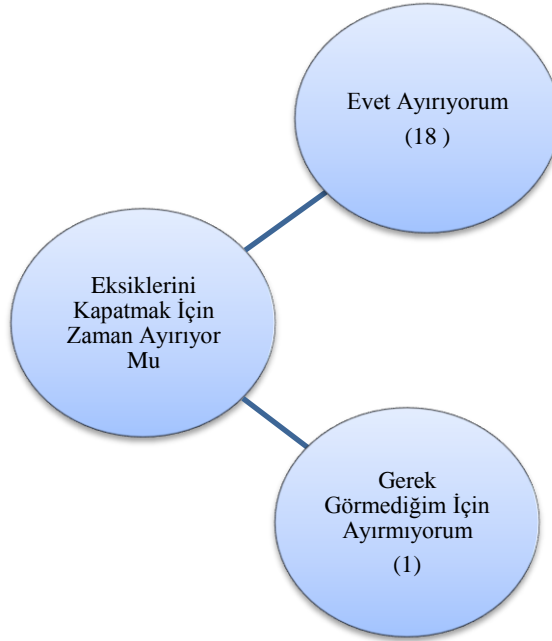 Evet Ayırıyorum
(18 )
Eksiklerini
Kapatmak İçin
Zaman Ayırıyor
Mu
Gerek
Görmediğim İçin
Ayırmıyorum
(1)